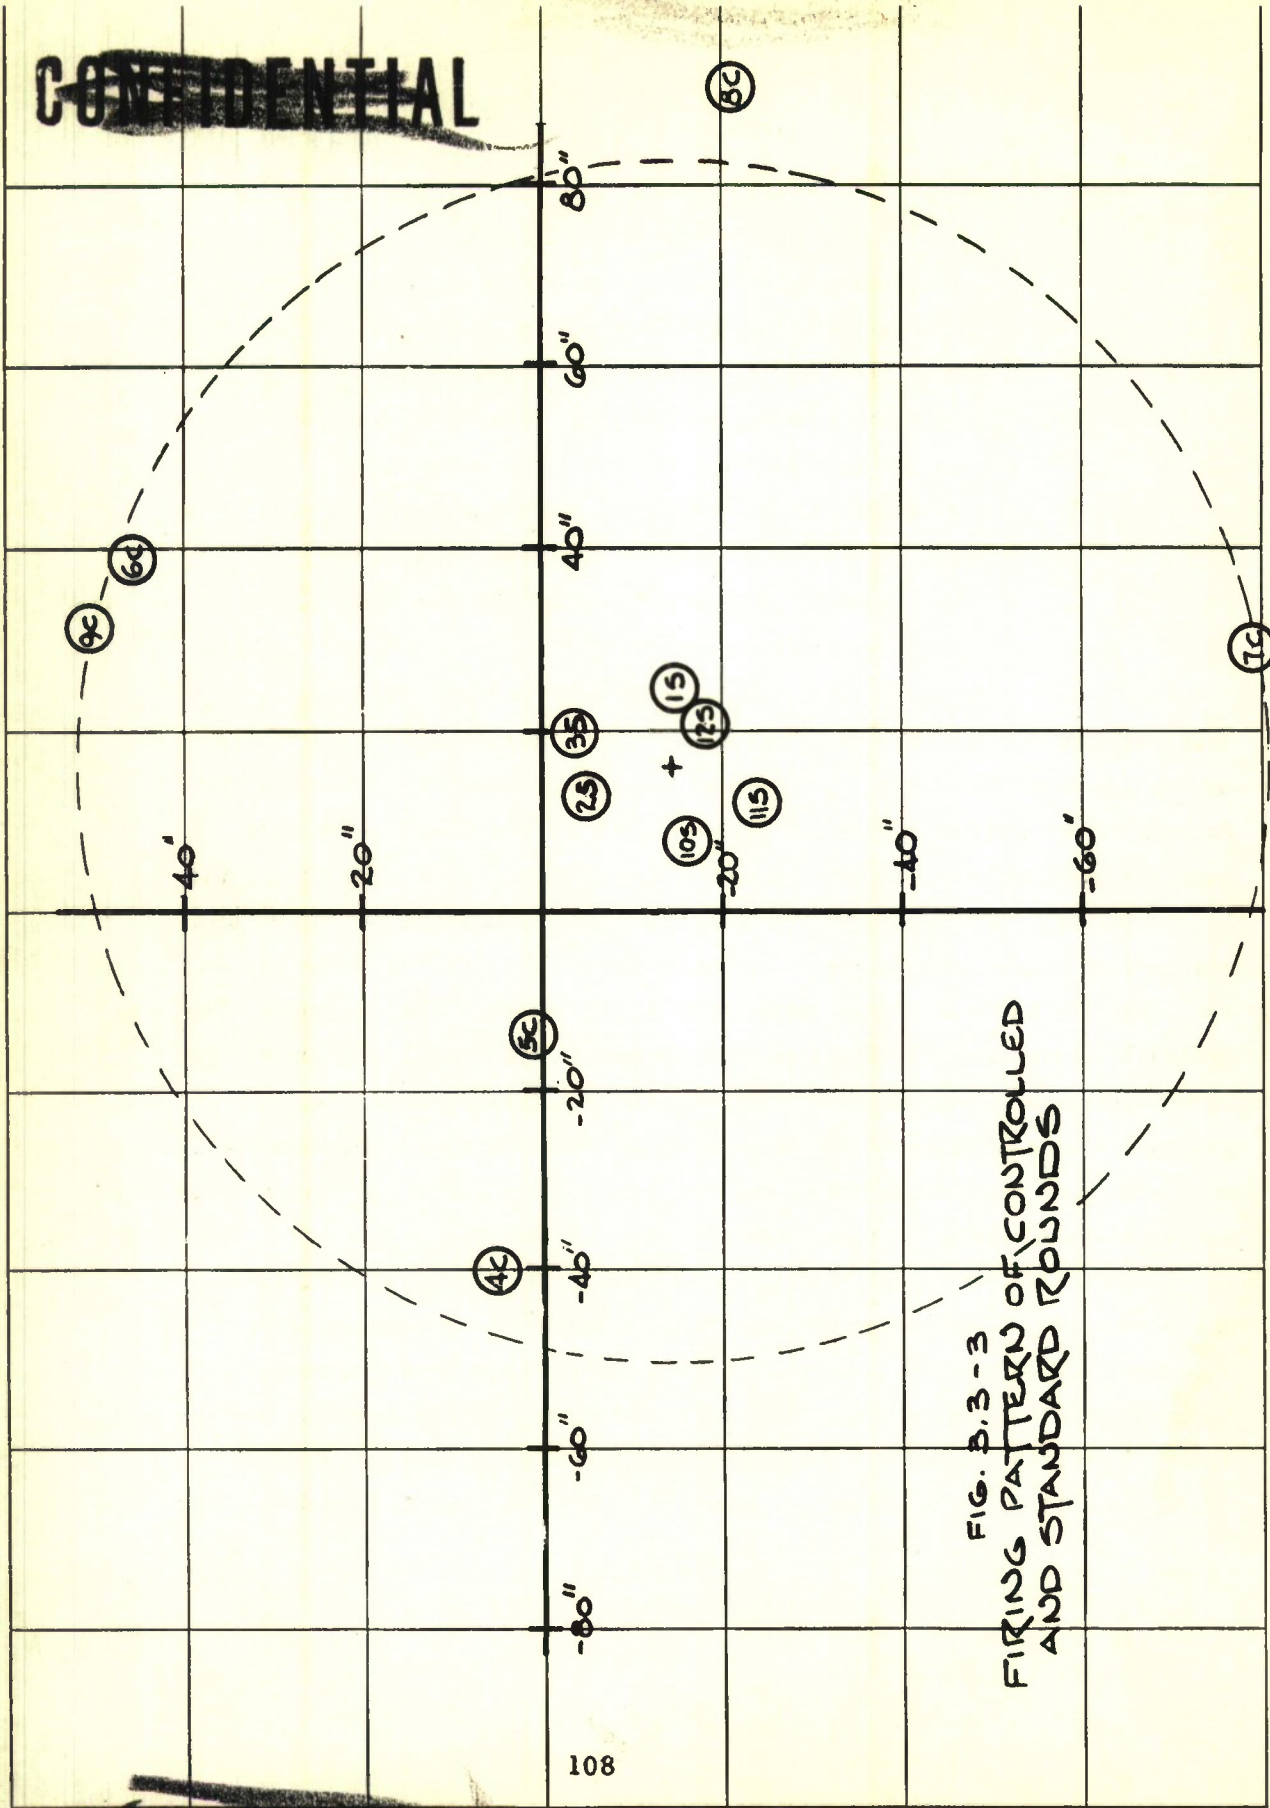 CONFIDENTIAL
8C
80"
60"
40"
6C
9C
1S
12S
3S
2S
11S
10S
7C
40"
20"
-20"
-40"
-60"
5C
-20"
4C
-40"
-60"
-80"
FIG. 3.3-3
FIRING PATTERN OF CONTROLLED
AND STANDARD ROUNDS
108